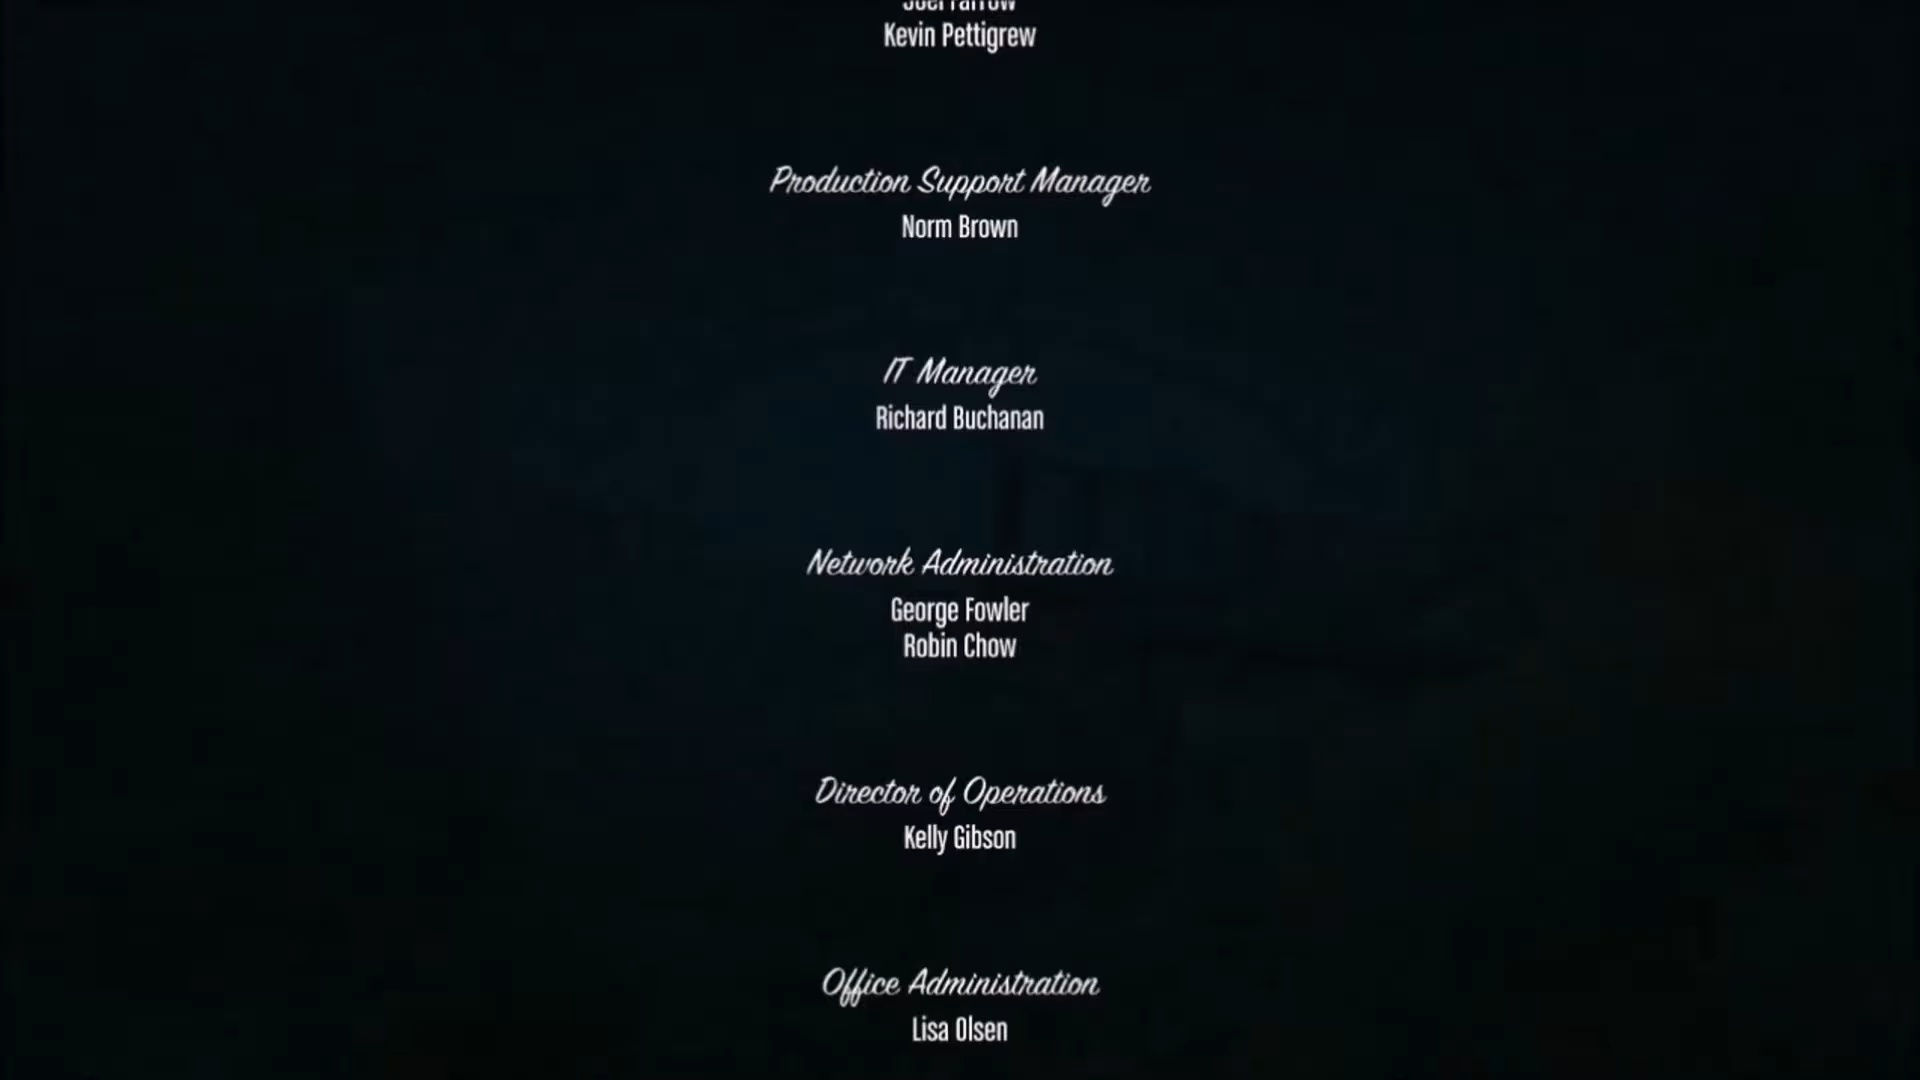 Kevin Pettigrew
Production Support Manager
Norm Brown
IT Manager
Richard Buchanan
Network Administration
George Fowler
Robin Chow
Director of Operations
Kelly Gibson
Office Administration
Lisa Olsen